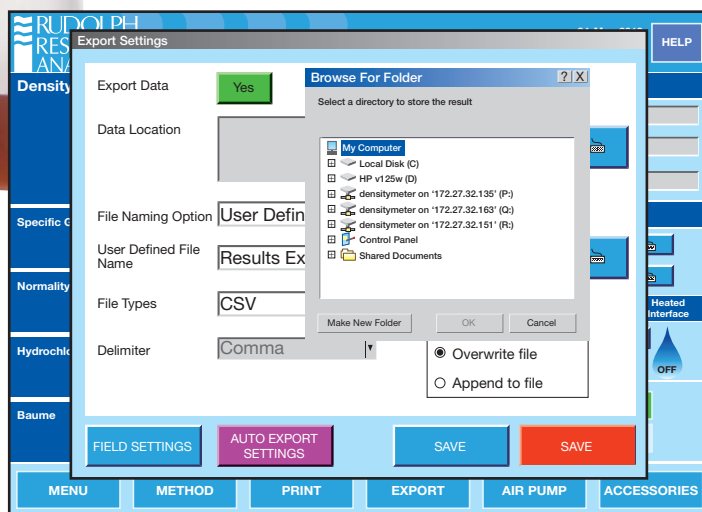 RUDOLPH
RES
ANA
Export Settings
HELP
Density
Export Data
Yes
Browse For Folder
? X
Select a directory to store the result
Data Location
My Computer
Local Disk (C)
HP v125w (D)
densitymeter on '172.27.32.135' (P:)
densitymeter on '172.27.32.163' (Q:)
densitymeter on '172.27.32.151' (R:)
Control Panel
Shared Documents
File Naming Option
User Defin
Specific G
User Defined File
Name
Results Ex
Normality
File Types
CSV
Make New Folder
OK
Cancel
Heated
Interface
Hydrochlo
Delimiter
Comma
Overwrite file
Append to file
OFF
Baume
FIELD SETTINGS
AUTO EXPORT
SETTINGS
SAVE
SAVE
MENU
METHOD
PRINT
EXPORT
AIR PUMP
ACCESSORIES